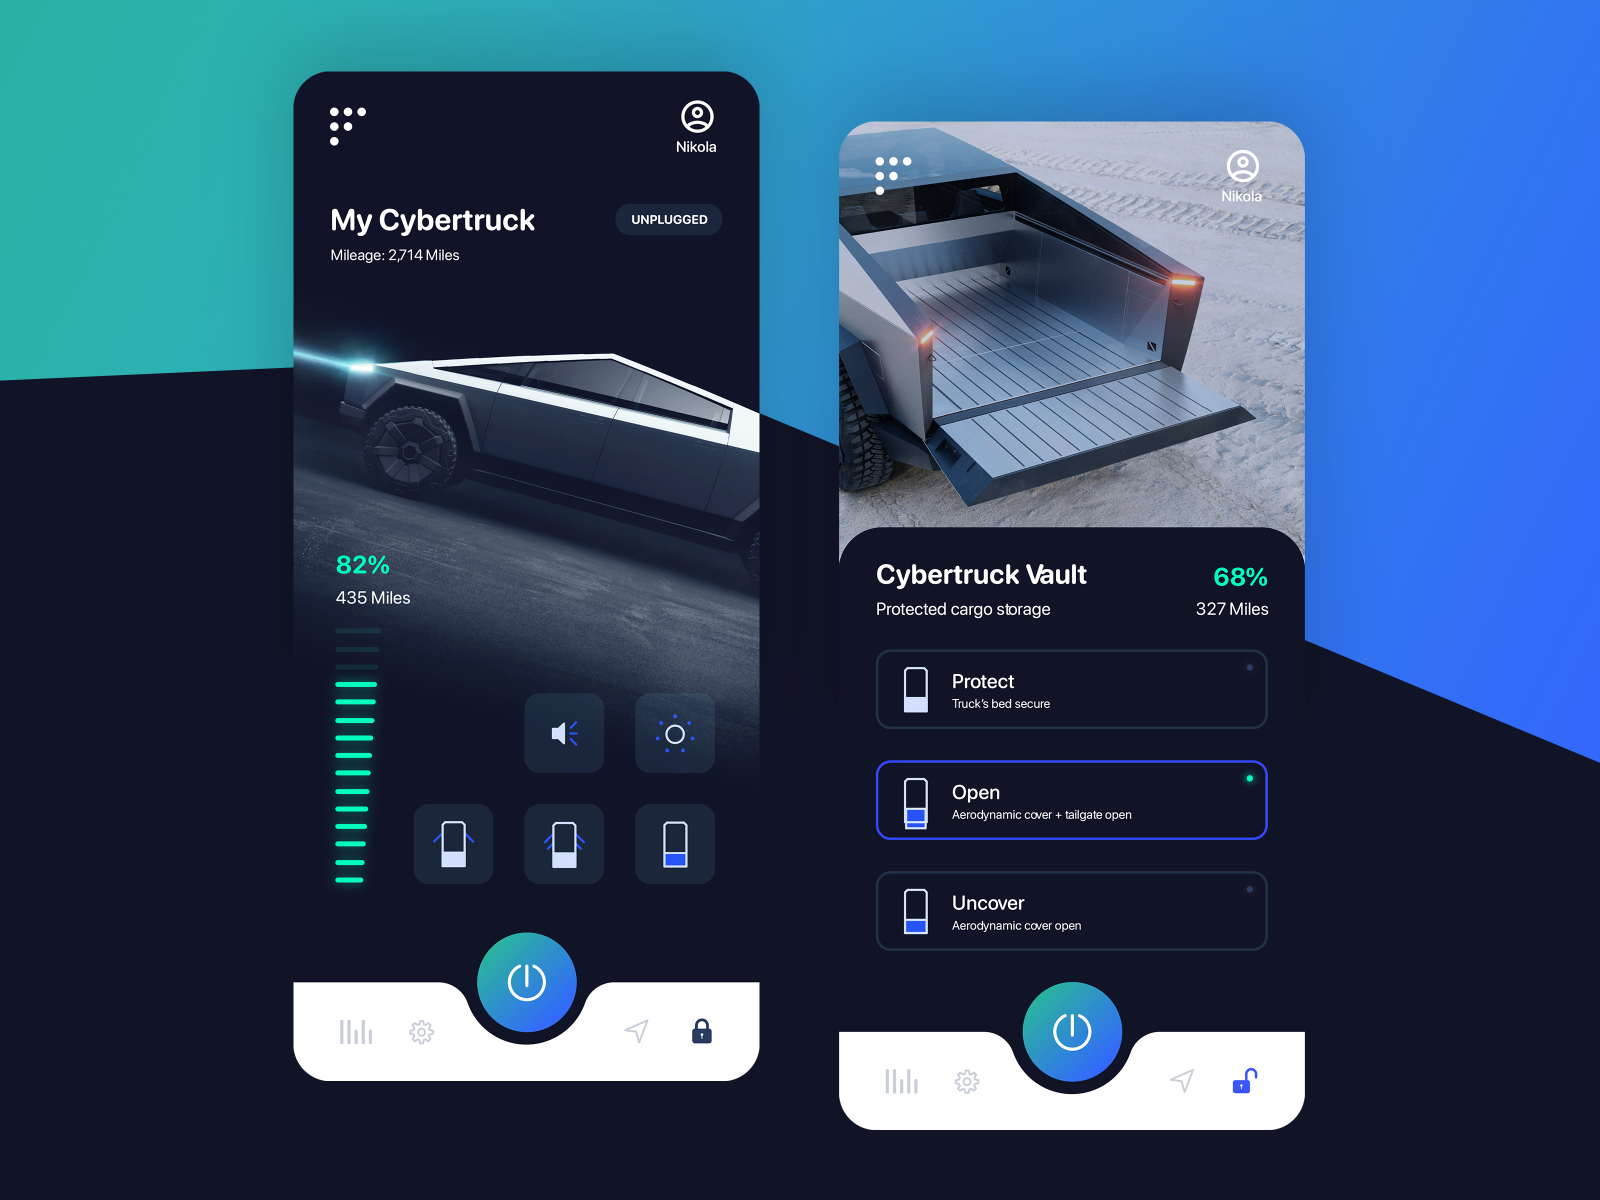 Nikola
My Cybertruck
UNPLUGGED
Mileage: 2,714 Miles
82%
435 Miles
Nikola
Cybertruck Vault
68%
Protected cargo storage
327 Miles
Protect
Truck's bed secure
Open
Aerodynamic cover + tailgate open
Uncover
Aerodynamic cover open